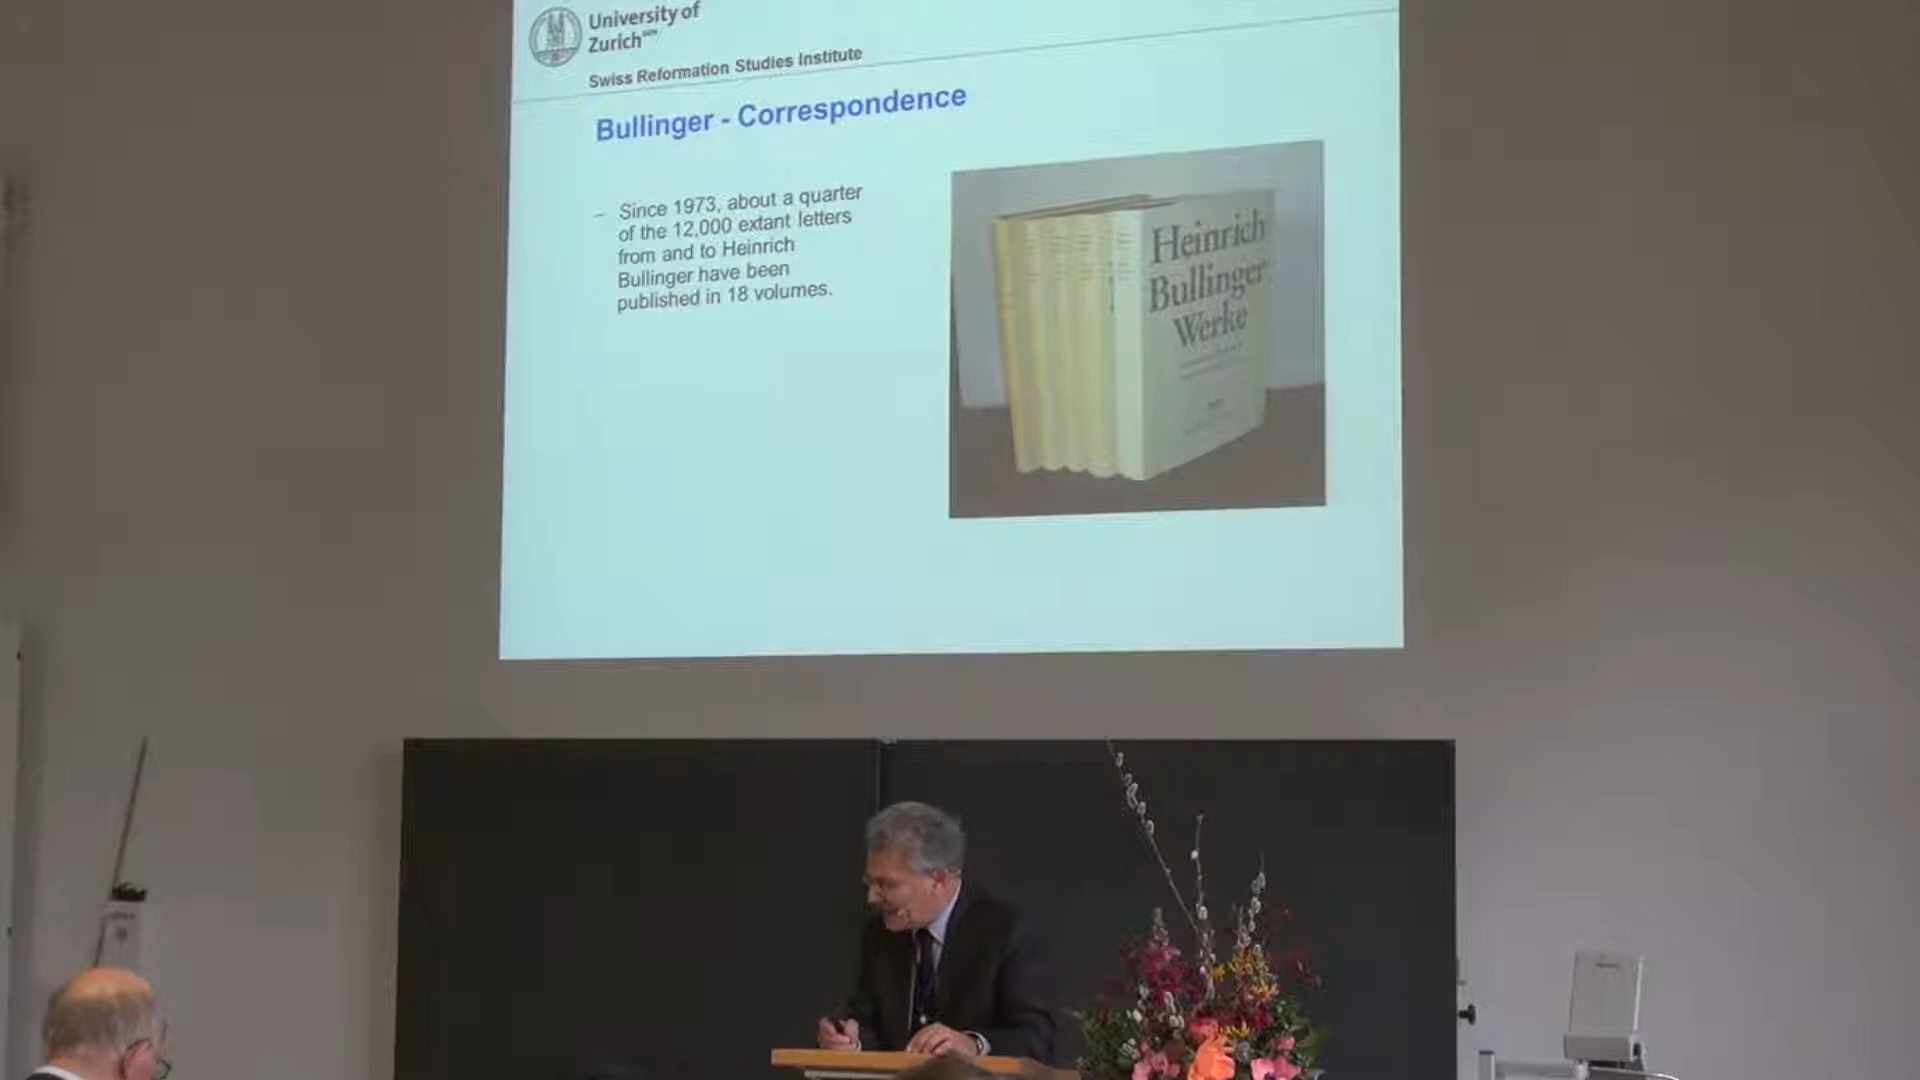 University of
Zurich
Swiss Reformation Studies Institute
Bullinger - Correspondence
– Since 1973, about a quarter
of the 12,000 extant letters
from and to Heinrich
Bullinger have been
published in 18 volumes.
Heinrich
Bullinger
Werke